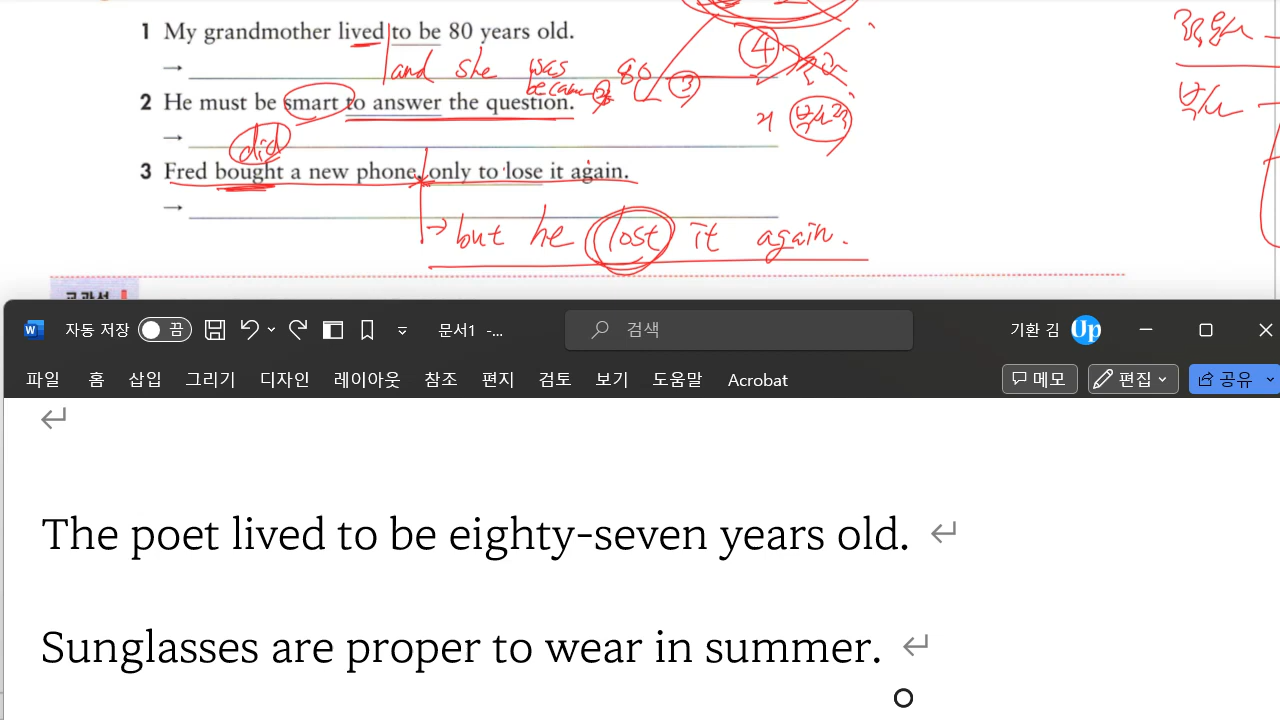 1 My grandmother lived to be 80 years old.
→ and she was 80
became
2 He must be smart to answer the question.
→
did
3 Fred bought a new phone, only to lose it again.
→
but he lost it again.
④
③
자동 저장 끔 문서1 -... 검색 기환 김 Up
파일 홈 삽입 그리기 디자인 레이아웃 참조 편지 검토 보기 도움말 Acrobat 메모 편집 공유
The poet lived to be eighty-seven years old.
Sunglasses are proper to wear in summer.